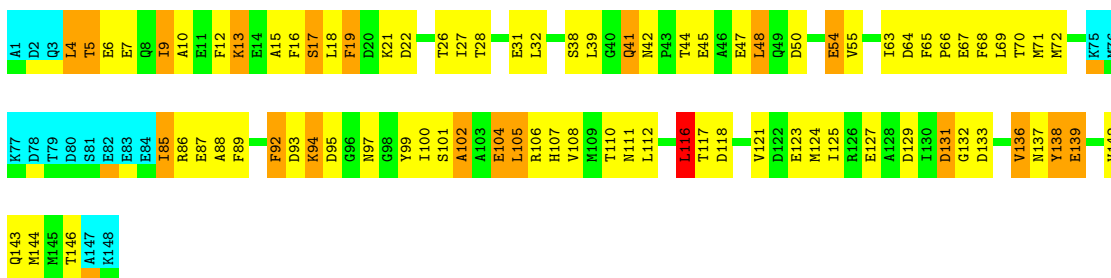 A1 D2 Q3 L4 T5 E6 E7 Q8 I9 A10 E11 F12 K13 E14 A15 F16 S17 L18 F19 D20 K21 D22 T26 I27 T28 E31 L32 S38 L39 G40 Q41 N42 P43 T44 E45 A46 E47 L48 Q49 D50 E54 V55 I63 D64 F65 P66 E67 F68 L69 T70 M71 M72 K75 M76
K77 D78 T79 D80 S81 E82 E83 E84 I85 R86 E87 A88 F89 F92 D93 K94 D95 G96 N97 G98 Y99 I100 S101 A102 A103 E104 L105 R106 H107 V108 M109 T110 N111 L112 L116 T117 D118 V121 D122 E123 M124 I125 R126 E127 A128 D129 I130 D131 G132 D133 V136 N137 Y138 E139
Q143 M144 M145 T146 A147 K148